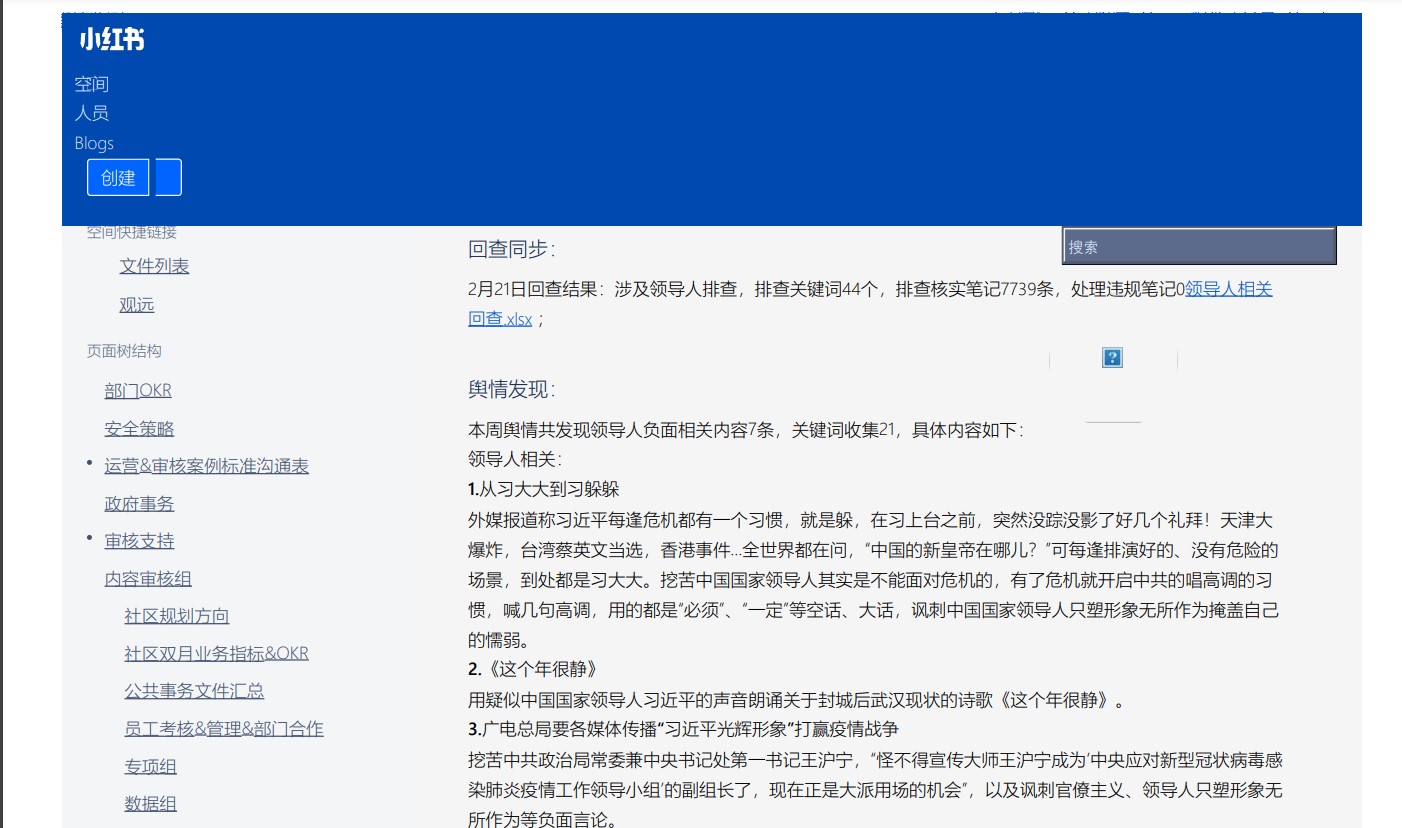 小红书
空间
人员
Blogs
创建
空间快捷链接
文件列表
观远
页面树结构
部门OKR
安全策略
运营&审核案例标准沟通表
政府事务
审核支持
内容审核组
社区规划方向
社区双月业务指标&OKR
公共事务文件汇总
员工考核&管理&部门合作
专项组
数据组
搜索
回查同步：
2月21日回查结果：涉及领导人排查，排查关键词44个，排查核实笔记7739条，处理违规笔记0领导人相关
回查.xlsx ；
舆情发现：
本周舆情共发现领导人负面相关内容7条，关键词收集21，具体内容如下：
领导人相关：
1.从习大大到习躲躲
外媒报道称习近平每逢危机都有一个习惯，就是躲，在习上台之前，突然没踪没影了好几个礼拜！天津大
爆炸，台湾蔡英文当选，香港事件...全世界都在问，“中国的新皇帝在哪儿？”可每逢排演好的、没有危险的
场景，到处都是习大大。挖苦中国国家领导人其实是不能面对危机的，有了危机就开启中共的唱高调的习
惯，喊几句高调，用的都是“必须”、“一定”等空话、大话，讽刺中国国家领导人只塑形象无所作为掩盖自己
的懦弱。
2.《这个年很静》
用疑似中国国家领导人习近平的声音朗诵关于封城后武汉现状的诗歌《这个年很静》。
3.广电总局要各媒体传播“习近平光辉形象”打赢疫情战争
挖苦中共政治局常委兼中央书记处第一书记王沪宁，“怪不得宣传大师王沪宁成为‘中央应对新型冠状病毒感
染肺炎疫情工作领导小组’的副组长了，现在正是大派用场的机会”，以及讽刺官僚主义、领导人只塑形象无
所作为等负面言论。